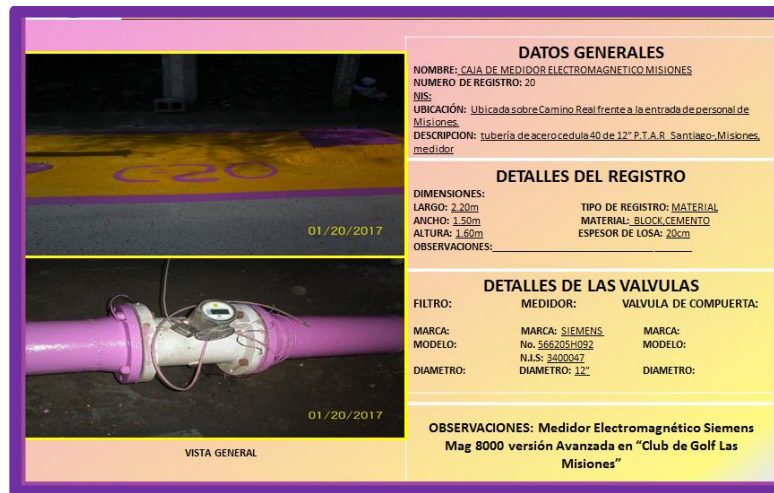 DATOS GENERALES
NOMBRE: CAJA DE MEDIDOR ELECTROMAGNETICO MISIONES
NUMERO DE REGISTRO: 20
NIS:
UBICACIÓN: Ubicada sobre Camino Real frente a la entrada de personal de
Misiones.
DESCRIPCION: tubería de acero cedula 40 de 12" P.T.A.R Santiago-,Misiones,
medidor
C-20
01/20/2017
DETALLES DEL REGISTRO
DIMENSIONES:
LARGO: 2.20m TIPO DE REGISTRO: MATERIAL
ANCHO: 1.50m MATERIAL: BLOCK,CEMENTO
ALTURA: 1.60m ESPESOR DE LOSA: 20cm
OBSERVACIONES:
DETALLES DE LAS VALVULAS
FILTRO: MEDIDOR: VALVULA DE COMPUERTA:
MARCA: MARCA: SIEMENS MARCA:
MODELO: No. 566205H092 MODELO:
N.I.S: 3400047
DIAMETRO: DIAMETRO: 12" DIAMETRO:
01/20/2017
VISTA GENERAL
OBSERVACIONES: Medidor Electromagnético Siemens
Mag 8000 versión Avanzada en “Club de Golf Las
Misiones”